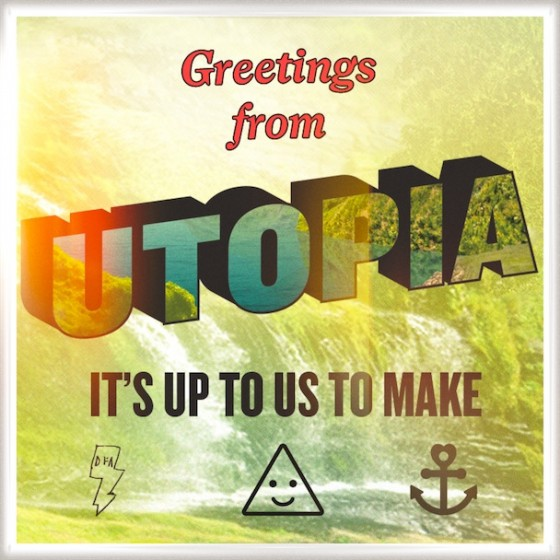 Greetings
from
UTOPIA
IT'S UP TO US TO MAKE
DFA